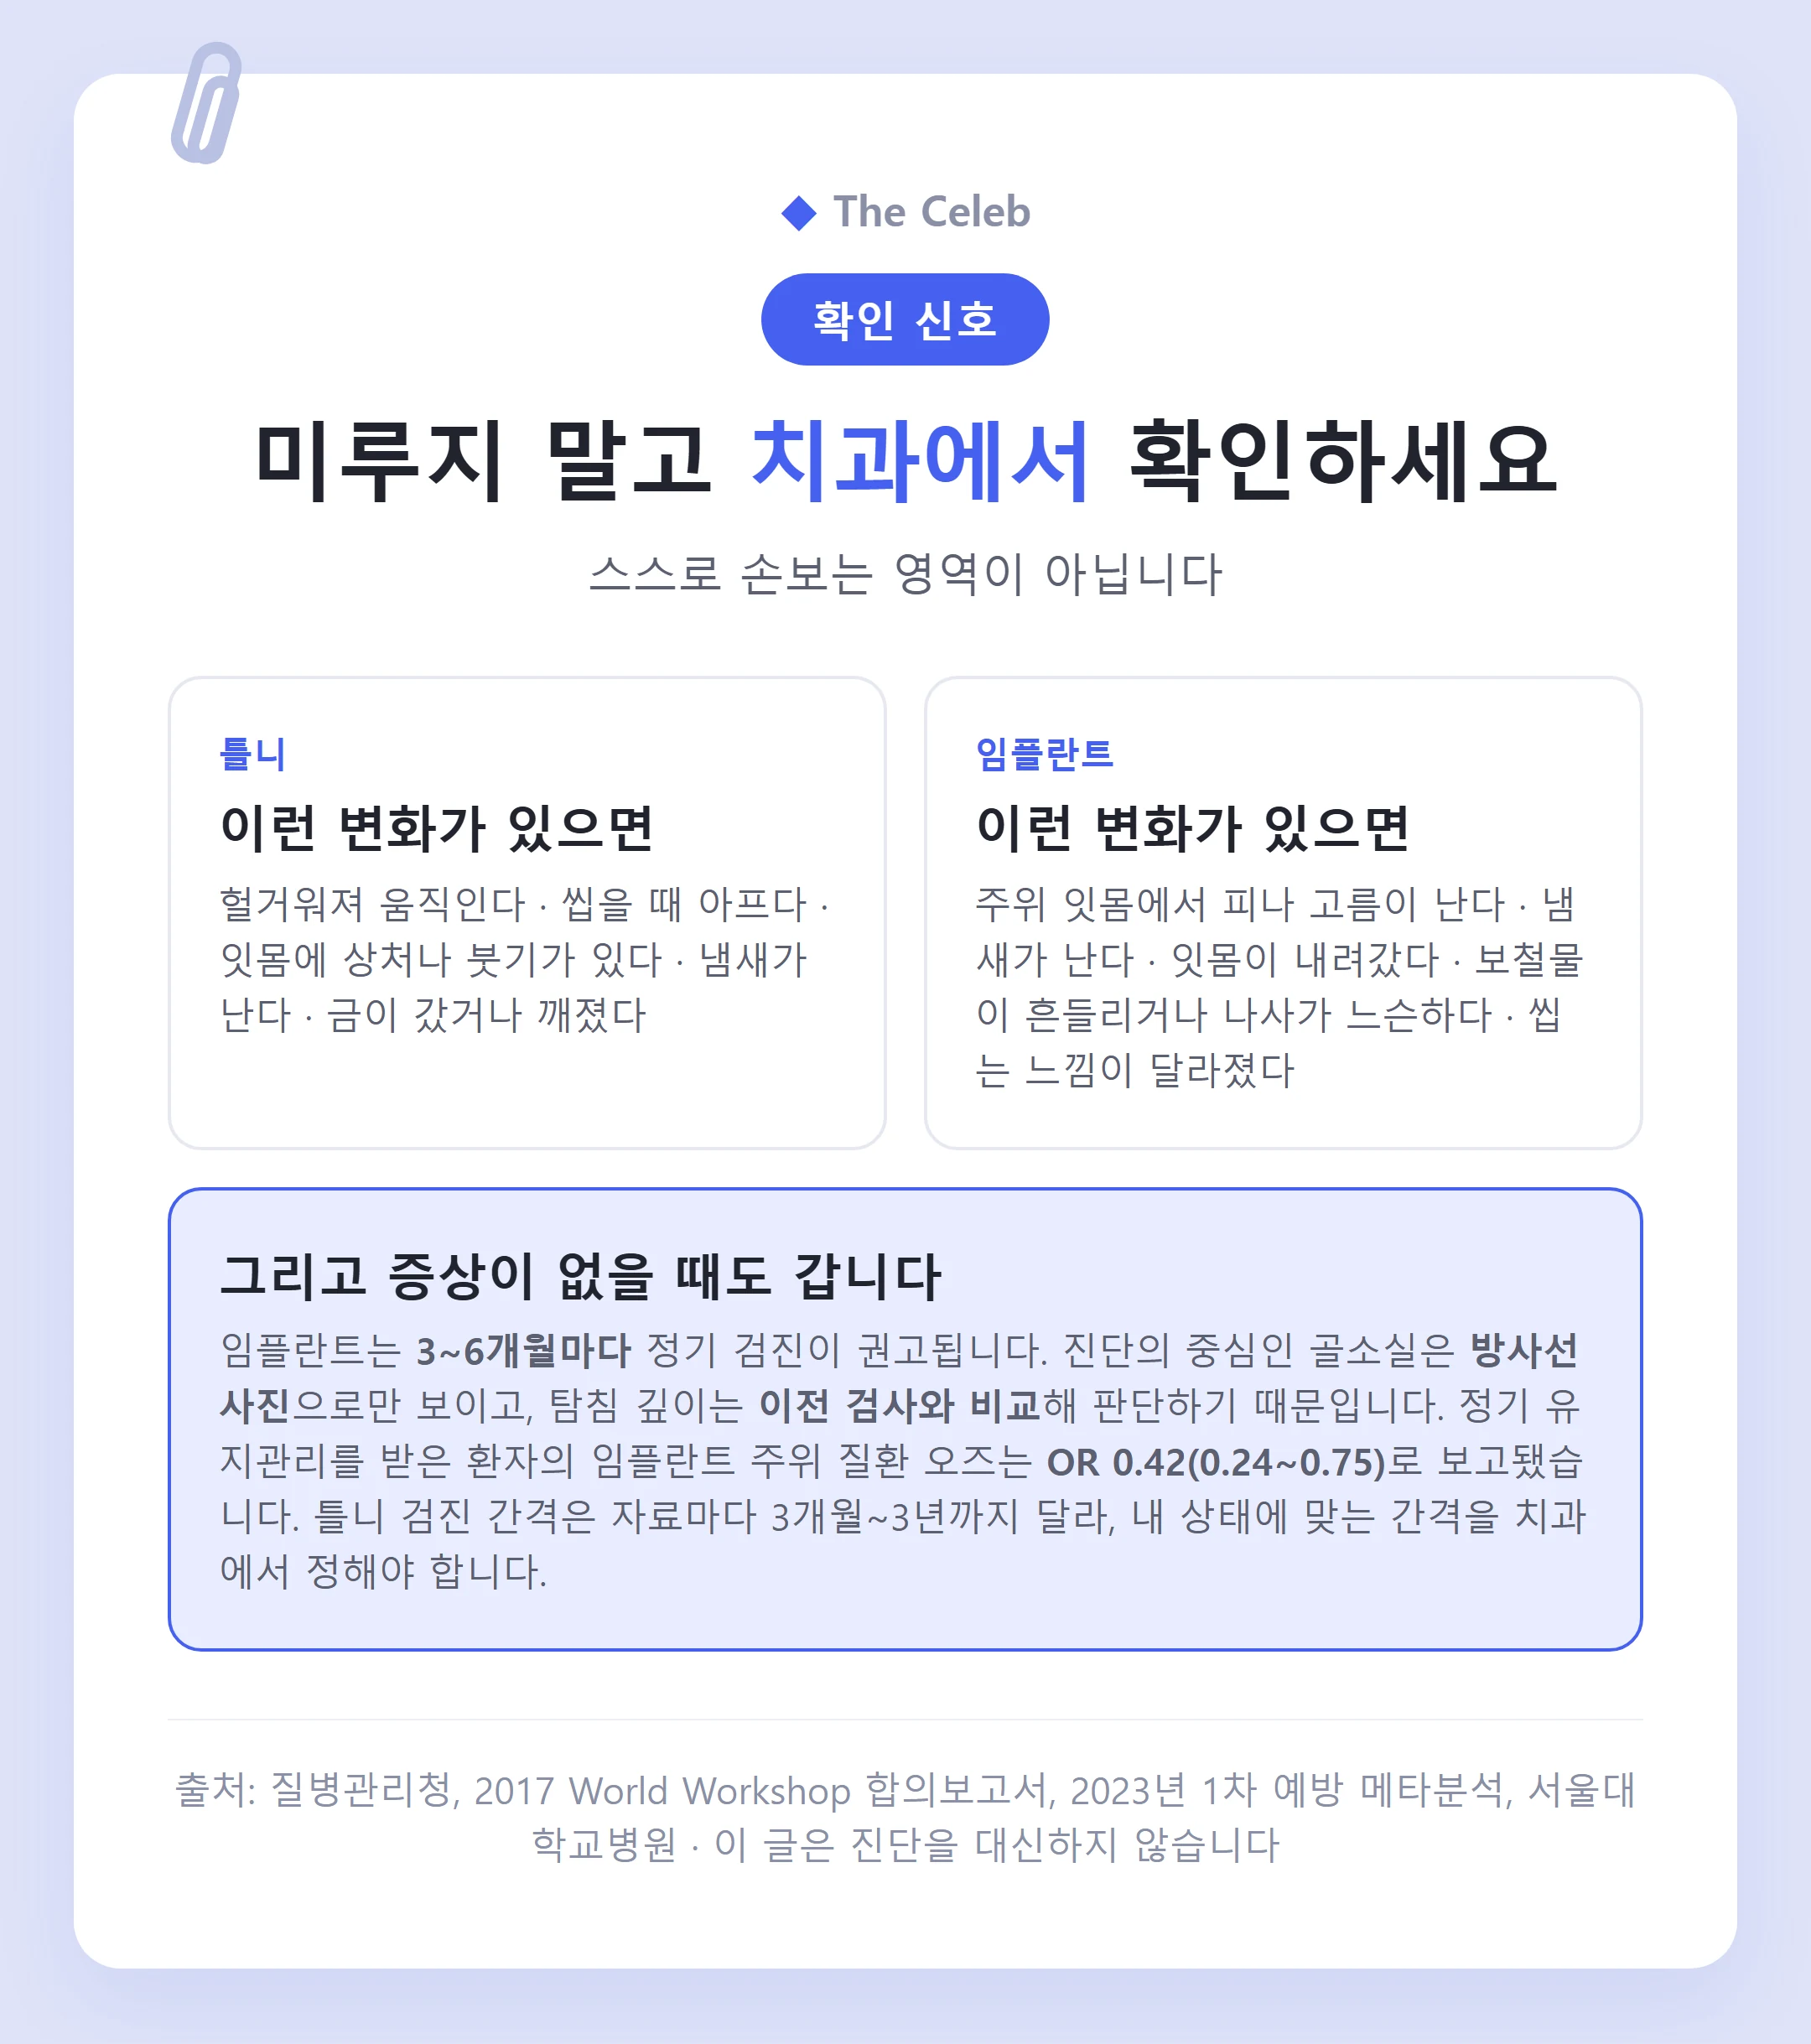 The Celeb
확인 신호
미루지 말고 치과에서 확인하세요
스스로 손보는 영역이 아닙니다
틀니
이런 변화가 있으면
헐거워져 움직인다 · 씹을 때 아프다 ·
잇몸에 상처나 붓기가 있다 · 냄새가
난다 · 금이 갔거나 깨졌다
임플란트
이런 변화가 있으면
주위 잇몸에서 피나 고름이 난다 · 냄
새가 난다 · 잇몸이 내려갔다 · 보철물
이 흔들리거나 나사가 느슨하다 · 씹
는 느낌이 달라졌다
그리고 증상이 없을 때도 갑니다
임플란트는 3~6개월마다 정기 검진이 권고됩니다. 진단의 중심인 골소실은 방사선
사진으로만 보이고, 탐침 깊이는 이전 검사와 비교해 판단하기 때문입니다. 정기 유
지관리를 받은 환자의 임플란트 주위 질환 오즈는 OR 0.42(0.24~0.75)로 보고됐습
니다. 틀니 검진 간격은 자료마다 3개월~3년까지 달라, 내 상태에 맞는 간격을 치과
에서 정해야 합니다.
출처: 질병관리청, 2017 World Workshop 합의보고서, 2023년 1차 예방 메타분석, 서울대
학교병원 · 이 글은 진단을 대신하지 않습니다